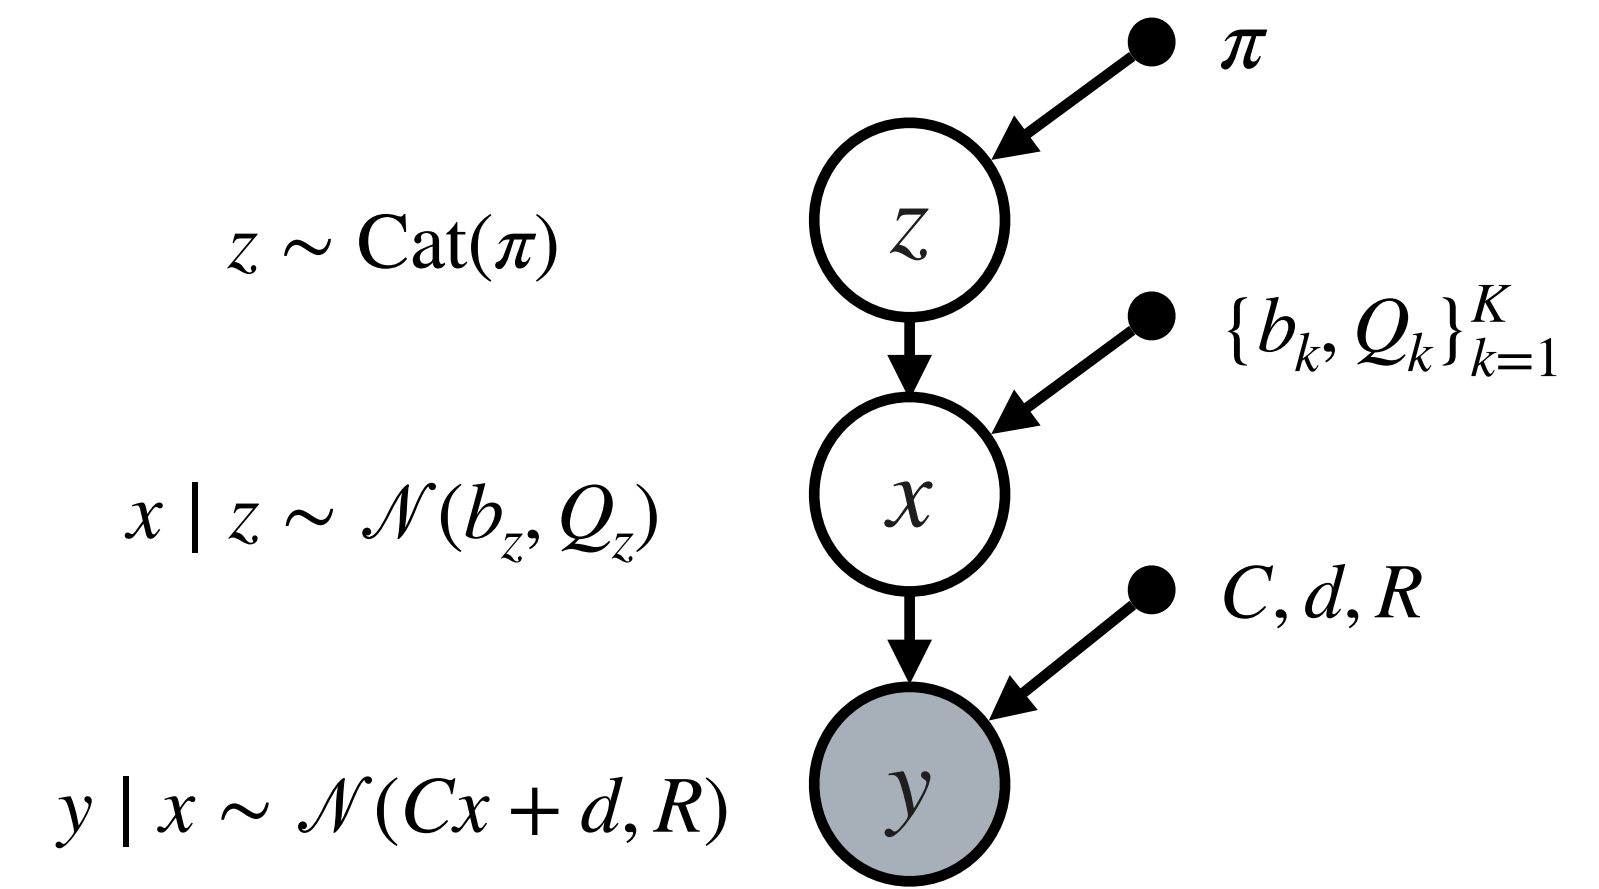 π
z
z ∼ Cat(π)
{b_k, Q_k}_{k=1}^K
x
x | z ∼ 𝒩(b_z, Q_z)
C, d, R
y
y | x ∼ 𝒩(Cx + d, R)